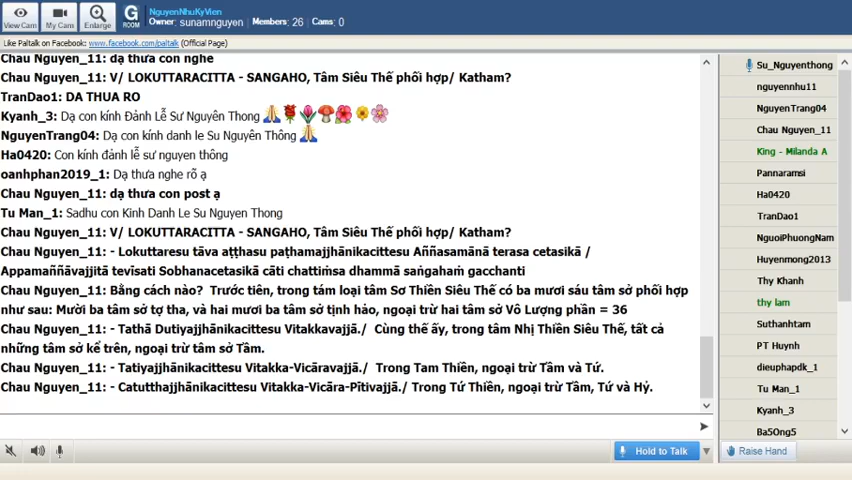 NguyenNhuKyVien
Owner: sunamnguyen   Members: 26   Cams: 0
View Cam   My Cams   Enlarge   G ROOM
Like Paltalk on Facebook: www.facebook.com/paltalk (Official Page)
Chau Nguyen_11: dạ thưa con nghe
Chau Nguyen_11: V/ LOKUTTARACITTA - SANGAHO, Tâm Siêu Thế phối hợp/ Katham?
TranDao1: DA THUA RO
Kyanh_3: Dạ con kính Đảnh Lễ Sư Nguyên Thong
NguyenTrang04: Dạ con kính danh le Su Nguyên Thông
Ha0420: Con kính đảnh lễ sư nguyen thông
oanhphan2019_1: Dạ thưa nghe rõ ạ
Chau Nguyen_11: dạ thưa con post ạ
Tu Man_1: Sadhu con Kinh Danh Le Su Nguyen Thong
Chau Nguyen_11: V/ LOKUTTARACITTA - SANGAHO, Tâm Siêu Thế phối hợp/ Katham?
Chau Nguyen_11: - Lokuttaresu tāva aṭṭhasu paṭhamajjhānikacittesu Aññasamānā terasa cetasikā /
Appamaññāvajjitā tevīsati Sobhanacetasikā cāti chattiṁsa dhammā saṅgahaṁ gacchanti
Chau Nguyen_11: Bằng cách nào?  Trước tiên, trong tám loại tâm Sơ Thiền Siêu Thế có ba mươi sáu tâm sở phối hợp
như sau: Mười ba tâm sở tợ tha, và hai mươi ba tâm sở tịnh hảo, ngoại trừ hai tâm sở Vô Lượng phần = 36
Chau Nguyen_11: - Tathā Dutiyajjhānikacittesu Vitakkavajjā./  Cùng thế ấy, trong tâm Nhị Thiền Siêu Thế, tất cả
những tâm sở kể trên, ngoại trừ tâm sở Tầm.
Chau Nguyen_11: - Tatiyajjhānikacittesu Vitakka-Vicāravajjā./  Trong Tam Thiền, ngoại trừ Tầm và Tứ.
Chau Nguyen_11: - Catutthajjhānikacittesu Vitakka-Vicāra-Pītivajjā./ Trong Tứ Thiền, ngoại trừ Tầm, Tứ và Hỷ.
Su_Nguyenthong
nguyennhu11
NguyenTrang04
Chau Nguyen_11
King - Milanda A
Pannaramsi
Ha0420
TranDao1
NguoiPhuongNam
Huyenmong2013
Thy Khanh
thy lam
Suthanhtam
PT Huynh
dieuphapdk_1
Tu Man_1
Kyanh_3
Ba5Ong5
Hold to Talk
Raise Hand